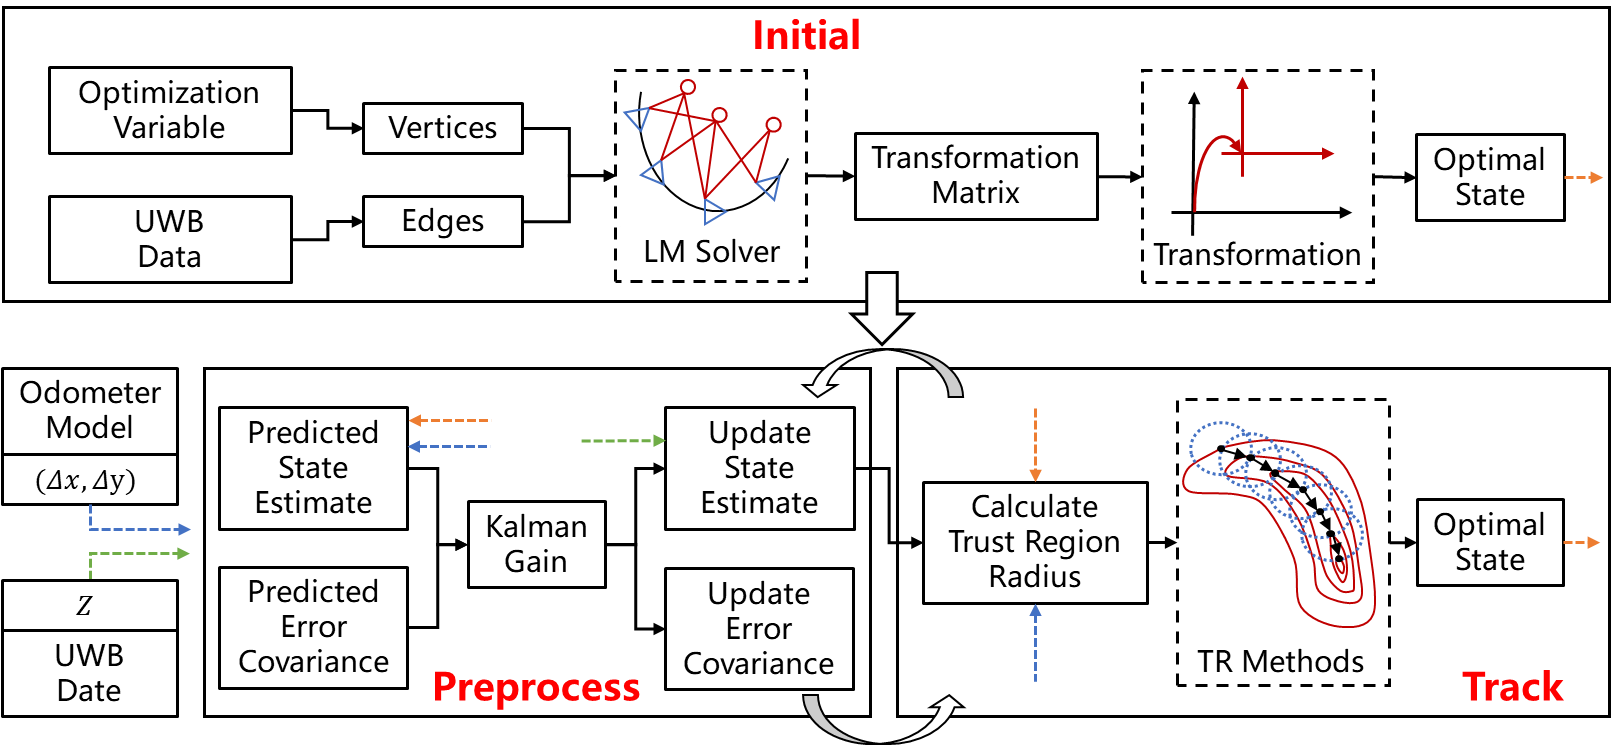 Initial
Optimization
Variable
Vertices
UWB
Data
Edges
LM Solver
Transformation
Matrix
Transformation
Optimal
State
Odometer
Model
(Δx, Δy)
Z
UWB
Date
Predicted
State
Estimate
Predicted
Error
Covariance
Kalman
Gain
Update
State
Estimate
Update
Error
Covariance
Preprocess
Calculate
Trust Region
Radius
TR Methods
Optimal
State
Track